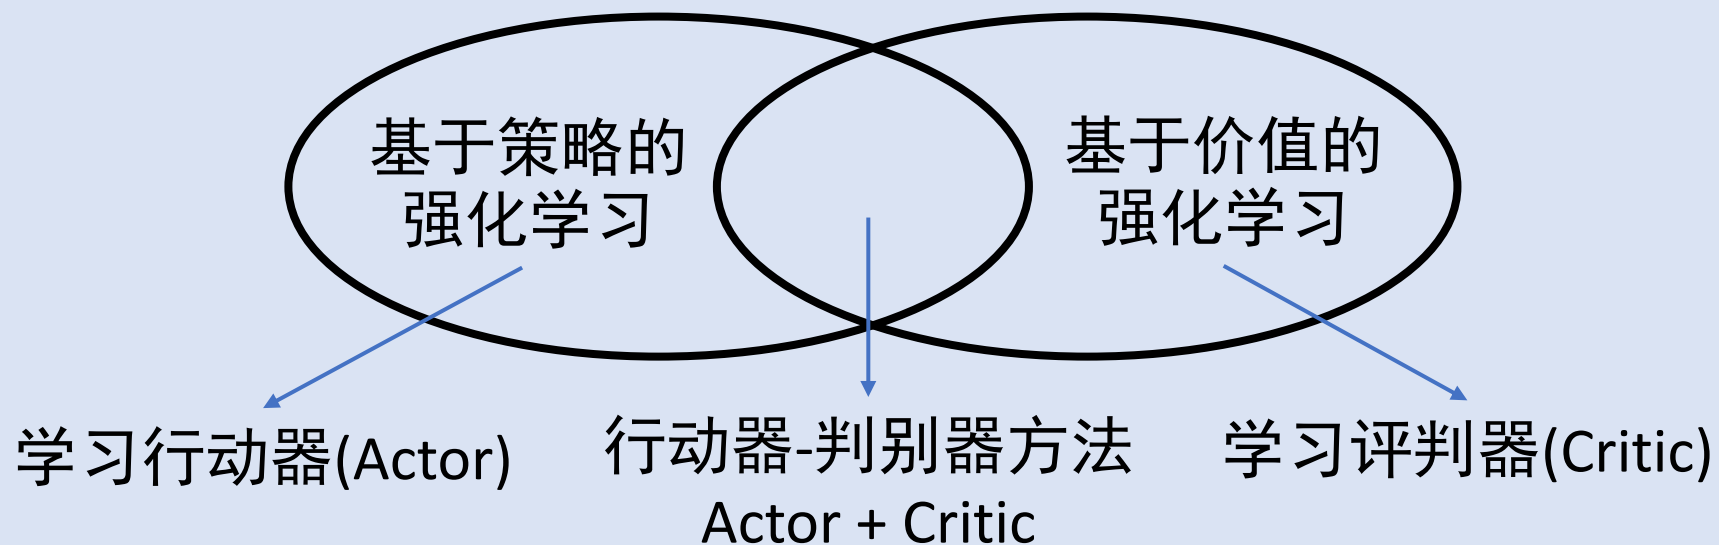 基于策略的
强化学习
基于价值的
强化学习
学习行动器(Actor)
行动器-判别器方法
Actor + Critic
学习评判器(Critic)